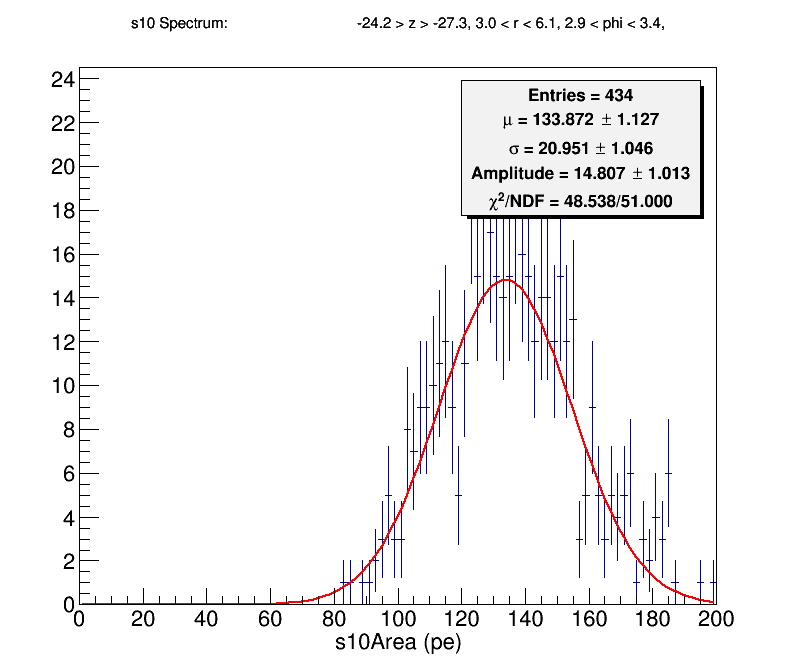 s10 Spectrum: -24.2 > z > -27.3, 3.0 < r < 6.1, 2.9 < phi < 3.4,
Entries = 434
μ = 133.872 ± 1.127
σ = 20.951 ± 1.046
Amplitude = 14.807 ± 1.013
χ²/NDF = 48.538/51.000
24
22
20
18
16
14
12
10
8
6
4
2
0
0 20 40 60 80 100 120 140 160 180 200
s10Area (pe)